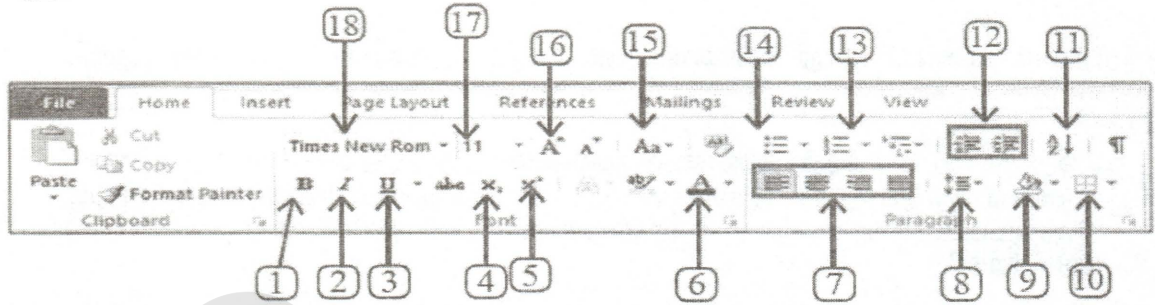 18 17 16 15 14 13 12 11
File Home Insert Page Layout References Mailings Review View
Cut
Times New Rom 11 A A Aa
Copy
Paste
Format Painter
B I U abc x₂ x² A
Clipboard Font Paragraph
1 2 3 4 5 6 7 8 9 10